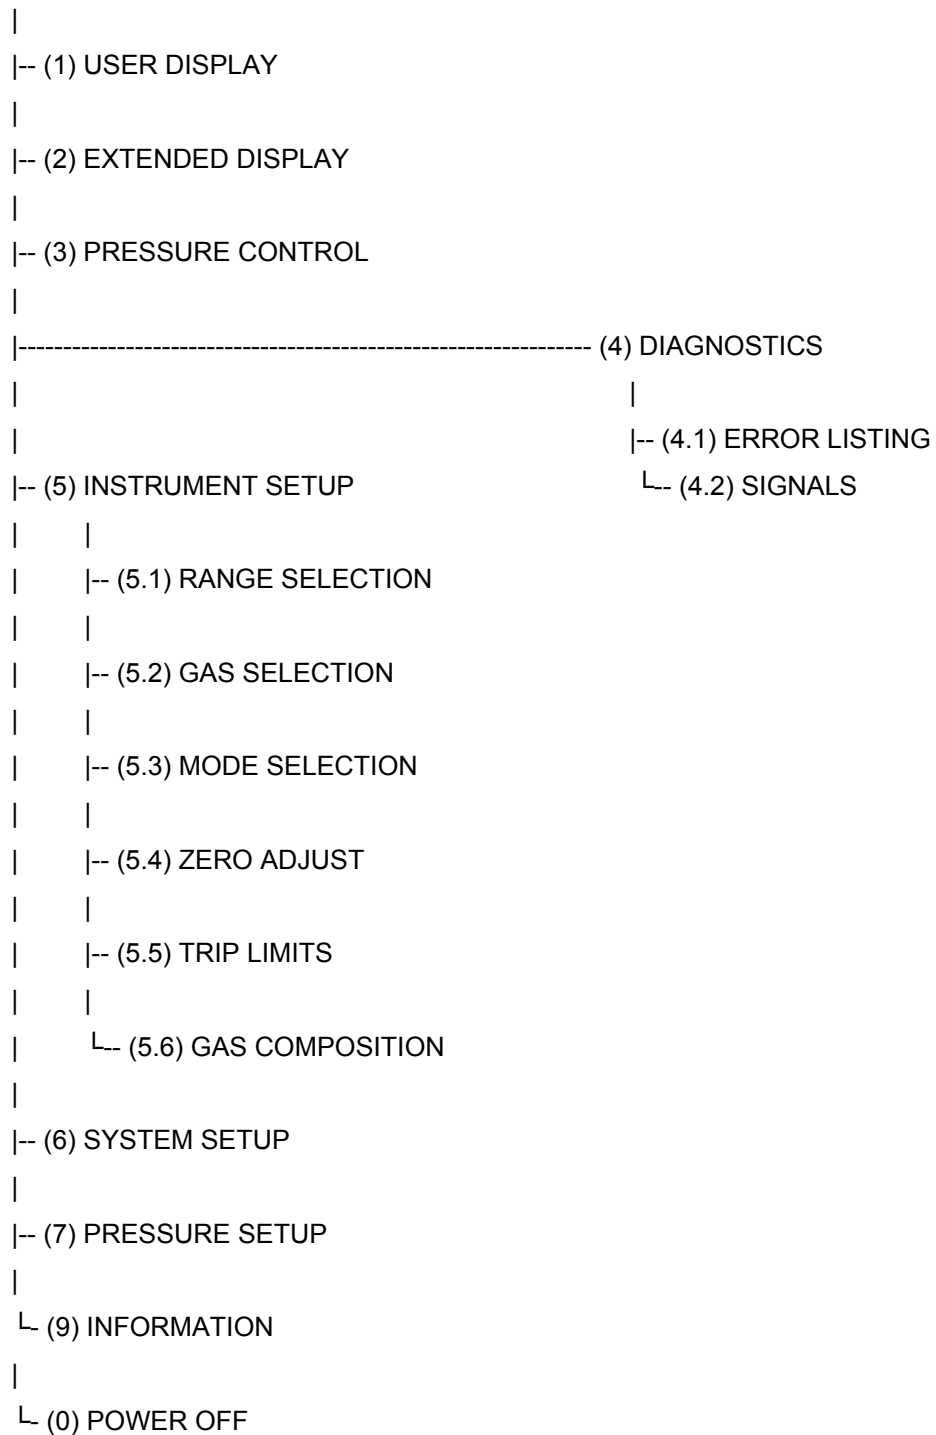 |
|-- (1) USER DISPLAY
|
|-- (2) EXTENDED DISPLAY
|
|-- (3) PRESSURE CONTROL
|
|----------------------------------------------------------------- (4) DIAGNOSTICS
| |
| |-- (4.1) ERROR LISTING
|-- (5) INSTRUMENT SETUP └-- (4.2) SIGNALS
| |
| |-- (5.1) RANGE SELECTION
| |
| |-- (5.2) GAS SELECTION
| |
| |-- (5.3) MODE SELECTION
| |
| |-- (5.4) ZERO ADJUST
| |
| |-- (5.5) TRIP LIMITS
| |
| └-- (5.6) GAS COMPOSITION
|
|-- (6) SYSTEM SETUP
|
|-- (7) PRESSURE SETUP
|
└- (9) INFORMATION
|
└- (0) POWER OFF